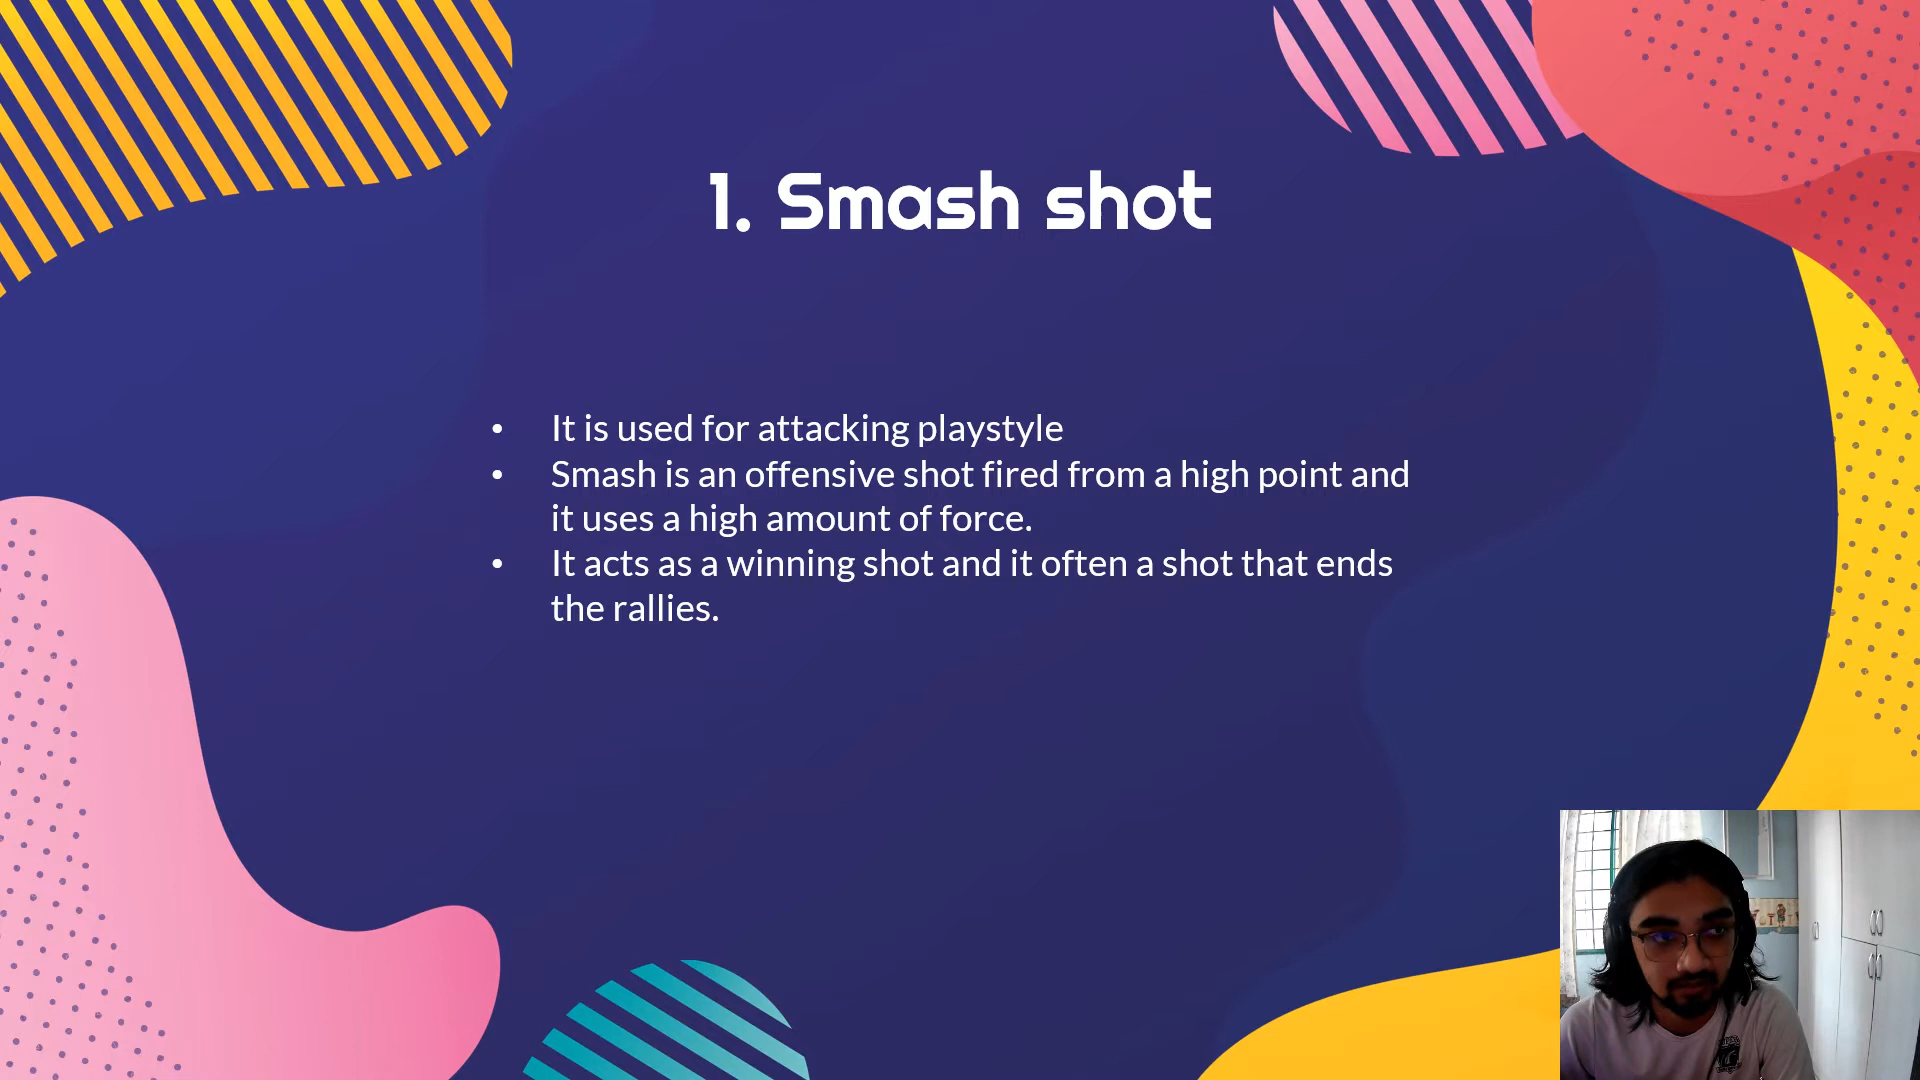 1. Smash shot
• It is used for attacking playstyle
• Smash is an offensive shot fired from a high point and
it uses a high amount of force.
• It acts as a winning shot and it often a shot that ends
the rallies.